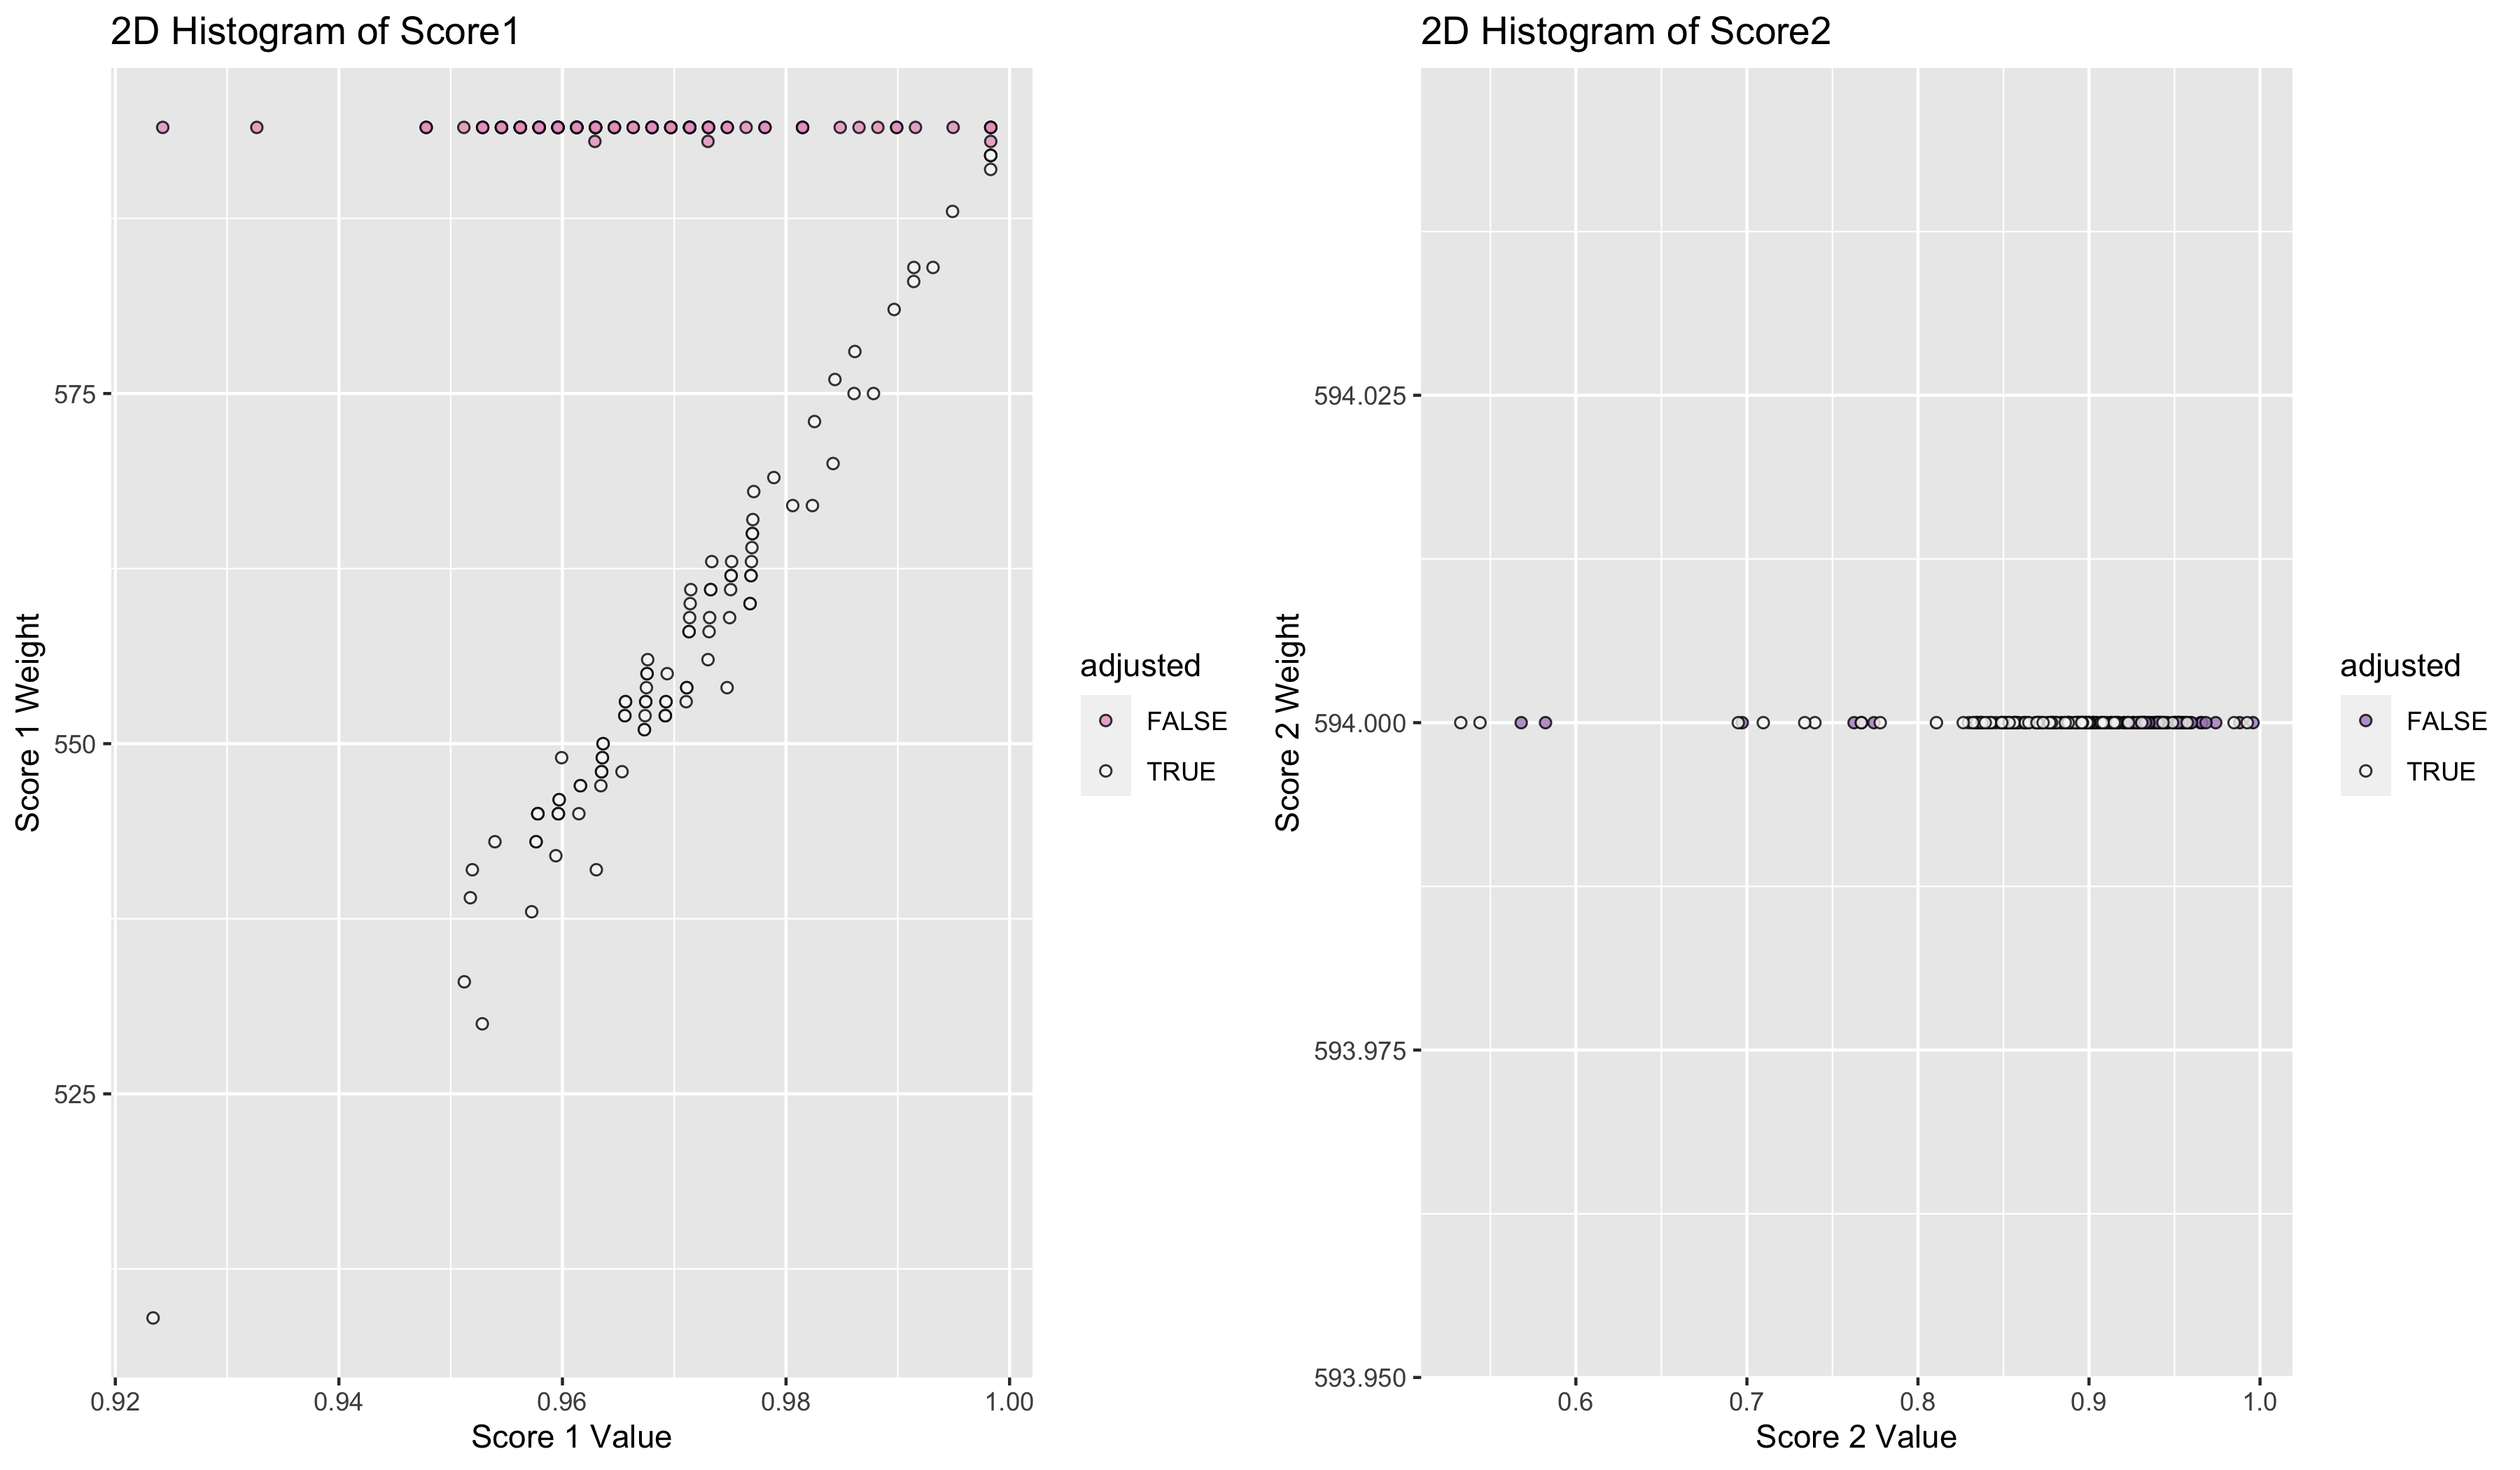 2D Histogram of Score1
Score 1 Weight
575
550
525
0.92 0.94 0.96 0.98 1.00
Score 1 Value
adjusted
FALSE
TRUE
2D Histogram of Score2
Score 2 Weight
594.025
594.000
593.975
593.950
0.6 0.7 0.8 0.9 1.0
Score 2 Value
adjusted
FALSE
TRUE